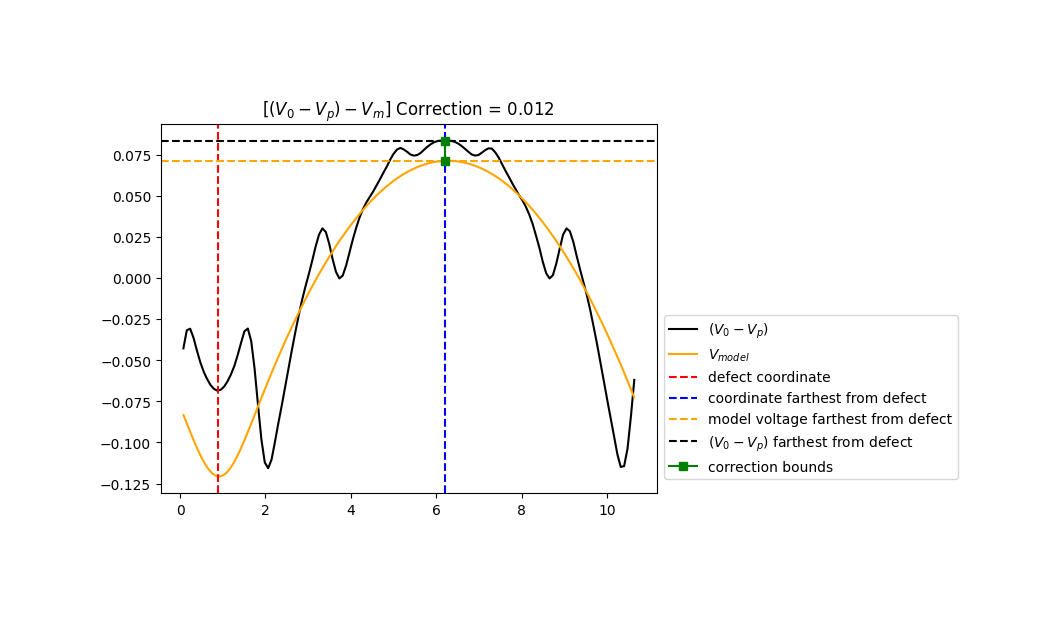 [(V₀ − Vₚ) − Vₘ] Correction = 0.012
0.075
0.050
0.025
0.000
−0.025
−0.050
−0.075
−0.100
−0.125
0 2 4 6 8 10
(V₀ − Vₚ)
V_model
defect coordinate
coordinate farthest from defect
model voltage farthest from defect
(V₀ − Vₚ) farthest from defect
correction bounds